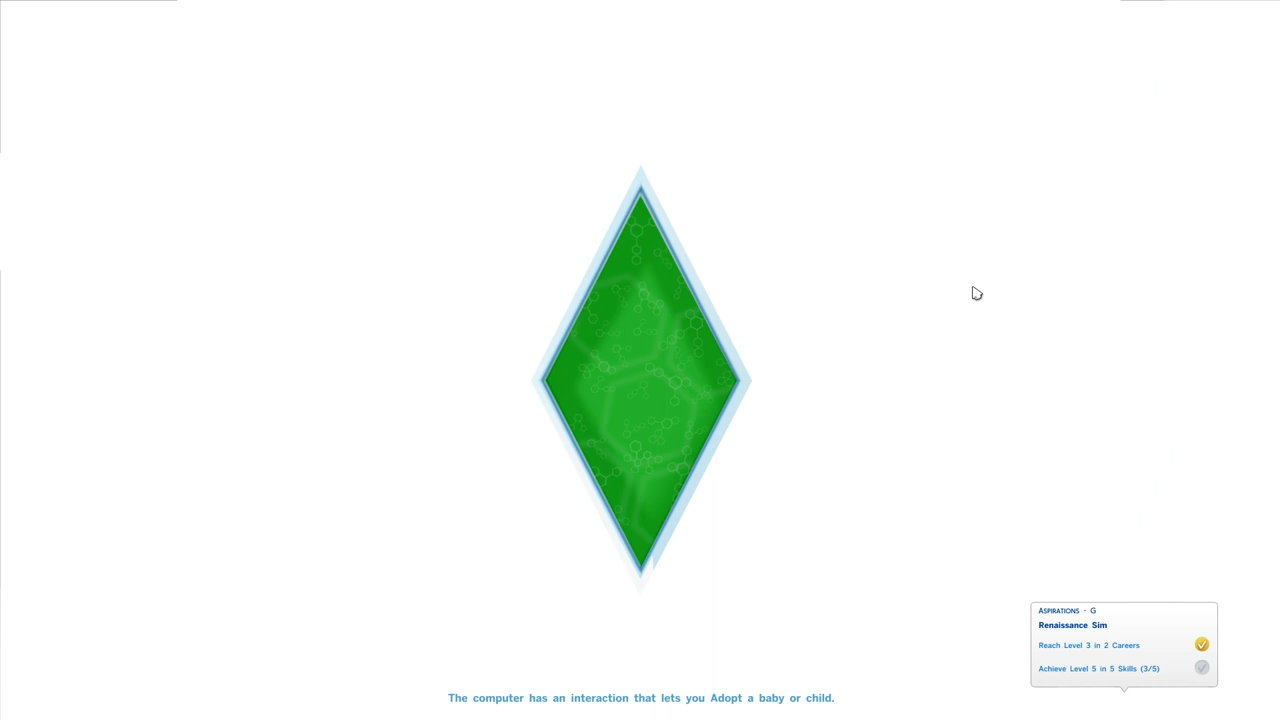 Aspirations - G
Renaissance Sim
Reach Level 3 in 2 Careers
Achieve Level 5 in 5 Skills (3/5)
The computer has an interaction that lets you Adopt a baby or child.